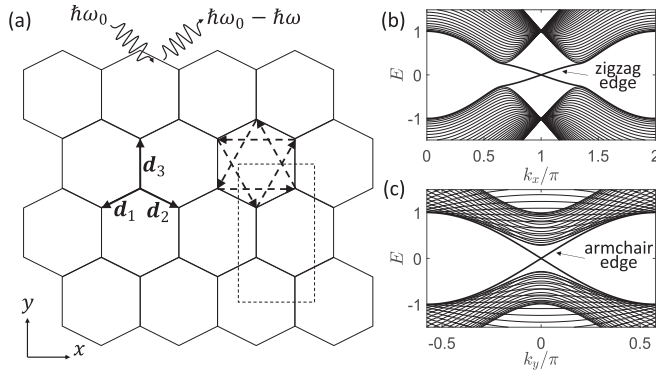 (a)
ħω₀
ħω₀ − ħω
d₃
d₁
d₂
y
x
(b)
E
1
0
-1
zigzag
edge
0
0.5
1
1.5
2
kₓ/π
(c)
E
1
0
-1
armchair
edge
-0.5
0
0.5
k_y/π